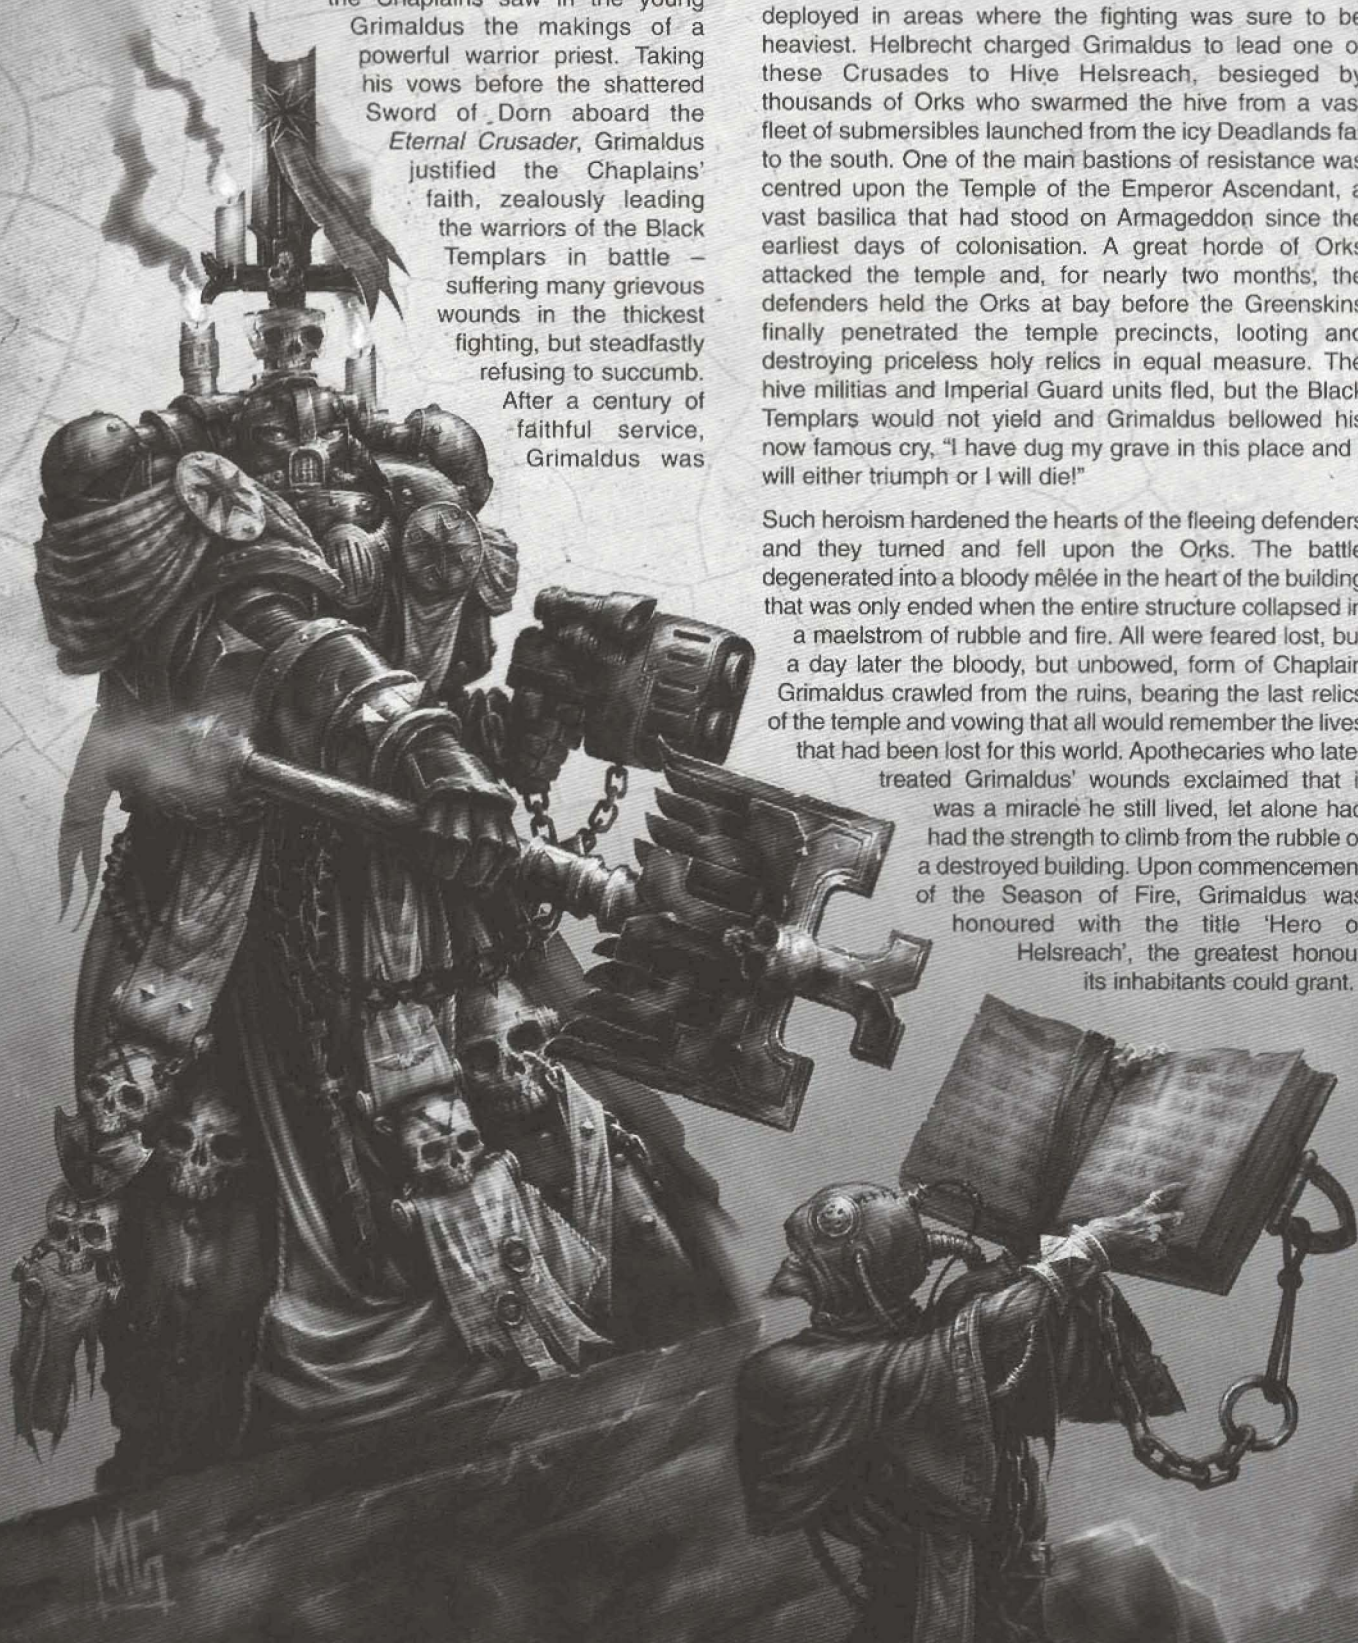 the Chaplains saw in the young
Grimaldus the makings of a
powerful warrior priest. Taking
his vows before the shattered
Sword of Dorn aboard the
Eternal Crusader, Grimaldus
justified the Chaplains'
faith, zealously leading
the warriors of the Black
Templars in battle –
suffering many grievous
wounds in the thickest
fighting, but steadfastly
refusing to succumb.
After a century of
faithful service,
Grimaldus was
deployed in areas where the fighting was sure to be
heaviest. Helbrecht charged Grimaldus to lead one o
these Crusades to Hive Helsreach, besieged by
thousands of Orks who swarmed the hive from a vas
fleet of submersibles launched from the icy Deadlands fa
to the south. One of the main bastions of resistance was
centred upon the Temple of the Emperor Ascendant, a
vast basilica that had stood on Armageddon since the
earliest days of colonisation. A great horde of Orks
attacked the temple and, for nearly two months, the
defenders held the Orks at bay before the Greenskins
finally penetrated the temple precincts, looting and
destroying priceless holy relics in equal measure. The
hive militias and Imperial Guard units fled, but the Black
Templars would not yield and Grimaldus bellowed his
now famous cry, “I have dug my grave in this place and I
will either triumph or I will die!”
Such heroism hardened the hearts of the fleeing defenders
and they turned and fell upon the Orks. The battle
degenerated into a bloody mêlée in the heart of the building
that was only ended when the entire structure collapsed in
a maelstrom of rubble and fire. All were feared lost, bu
a day later the bloody, but unbowed, form of Chaplain
Grimaldus crawled from the ruins, bearing the last relics
of the temple and vowing that all would remember the lives
that had been lost for this world. Apothecaries who late
treated Grimaldus' wounds exclaimed that i
was a miracle he still lived, let alone had
had the strength to climb from the rubble o
a destroyed building. Upon commencemen
of the Season of Fire, Grimaldus was
honoured with the title ‘Hero o
Helsreach’, the greatest honou
its inhabitants could grant.
MG